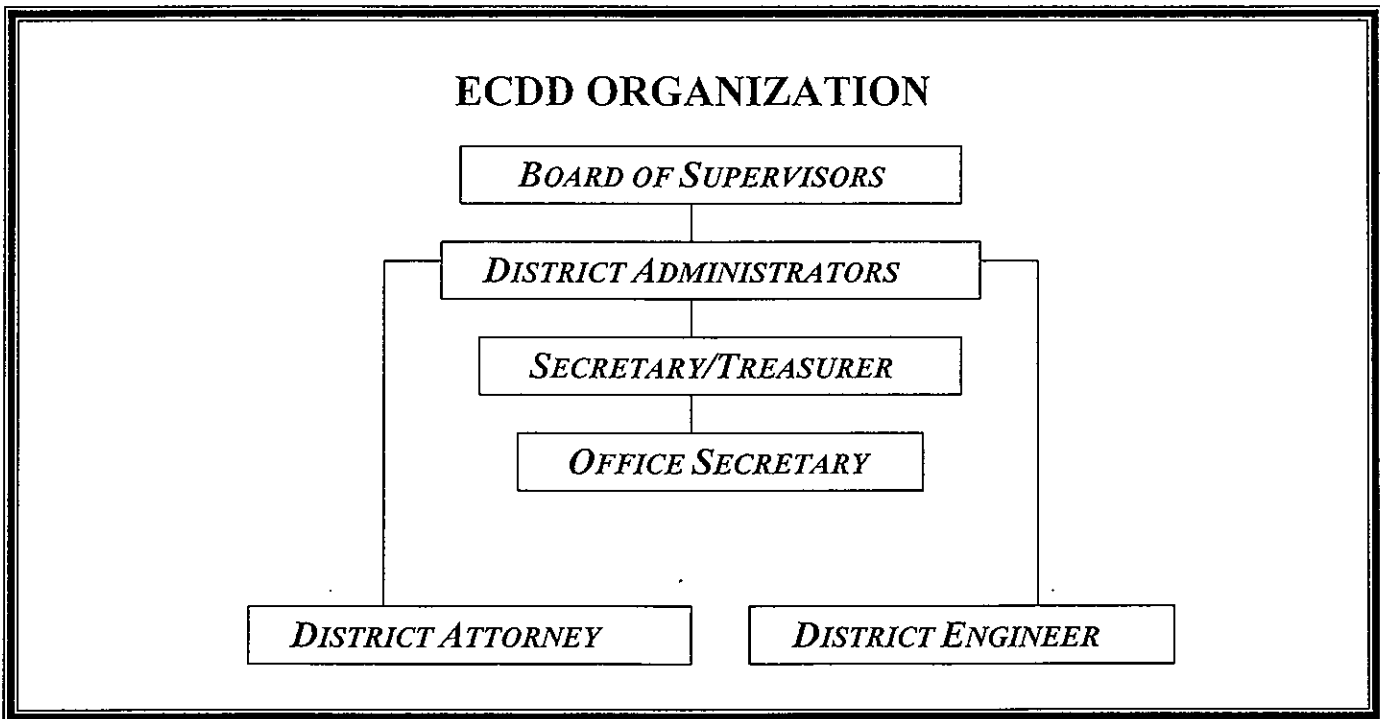 ECDD ORGANIZATION
BOARD OF SUPERVISORS
DISTRICT ADMINISTRATORS
SECRETARY/TREASURER
OFFICE SECRETARY
DISTRICT ATTORNEY
DISTRICT ENGINEER